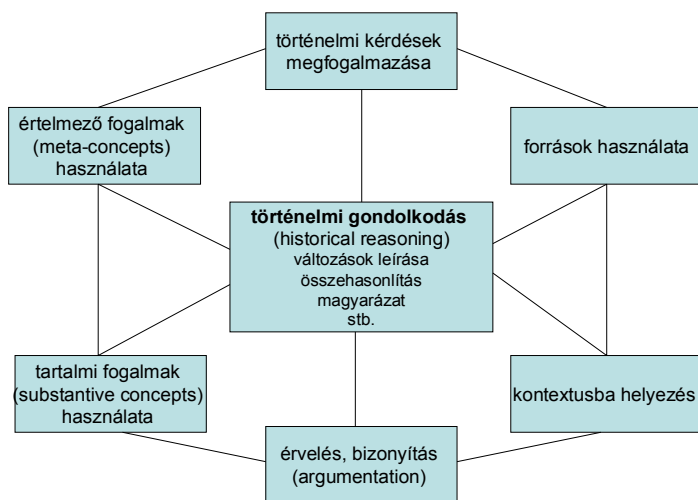 történelmi kérdések
megfogalmazása
értelmező fogalmak
(meta-concepts)
használata
források használata
történelmi gondolkodás
(historical reasoning)
változások leírása
összehasonlítás
magyarázat
stb.
tartalmi fogalmak
(substantive concepts)
használata
kontextusba helyezés
érvelés, bizonyítás
(argumentation)